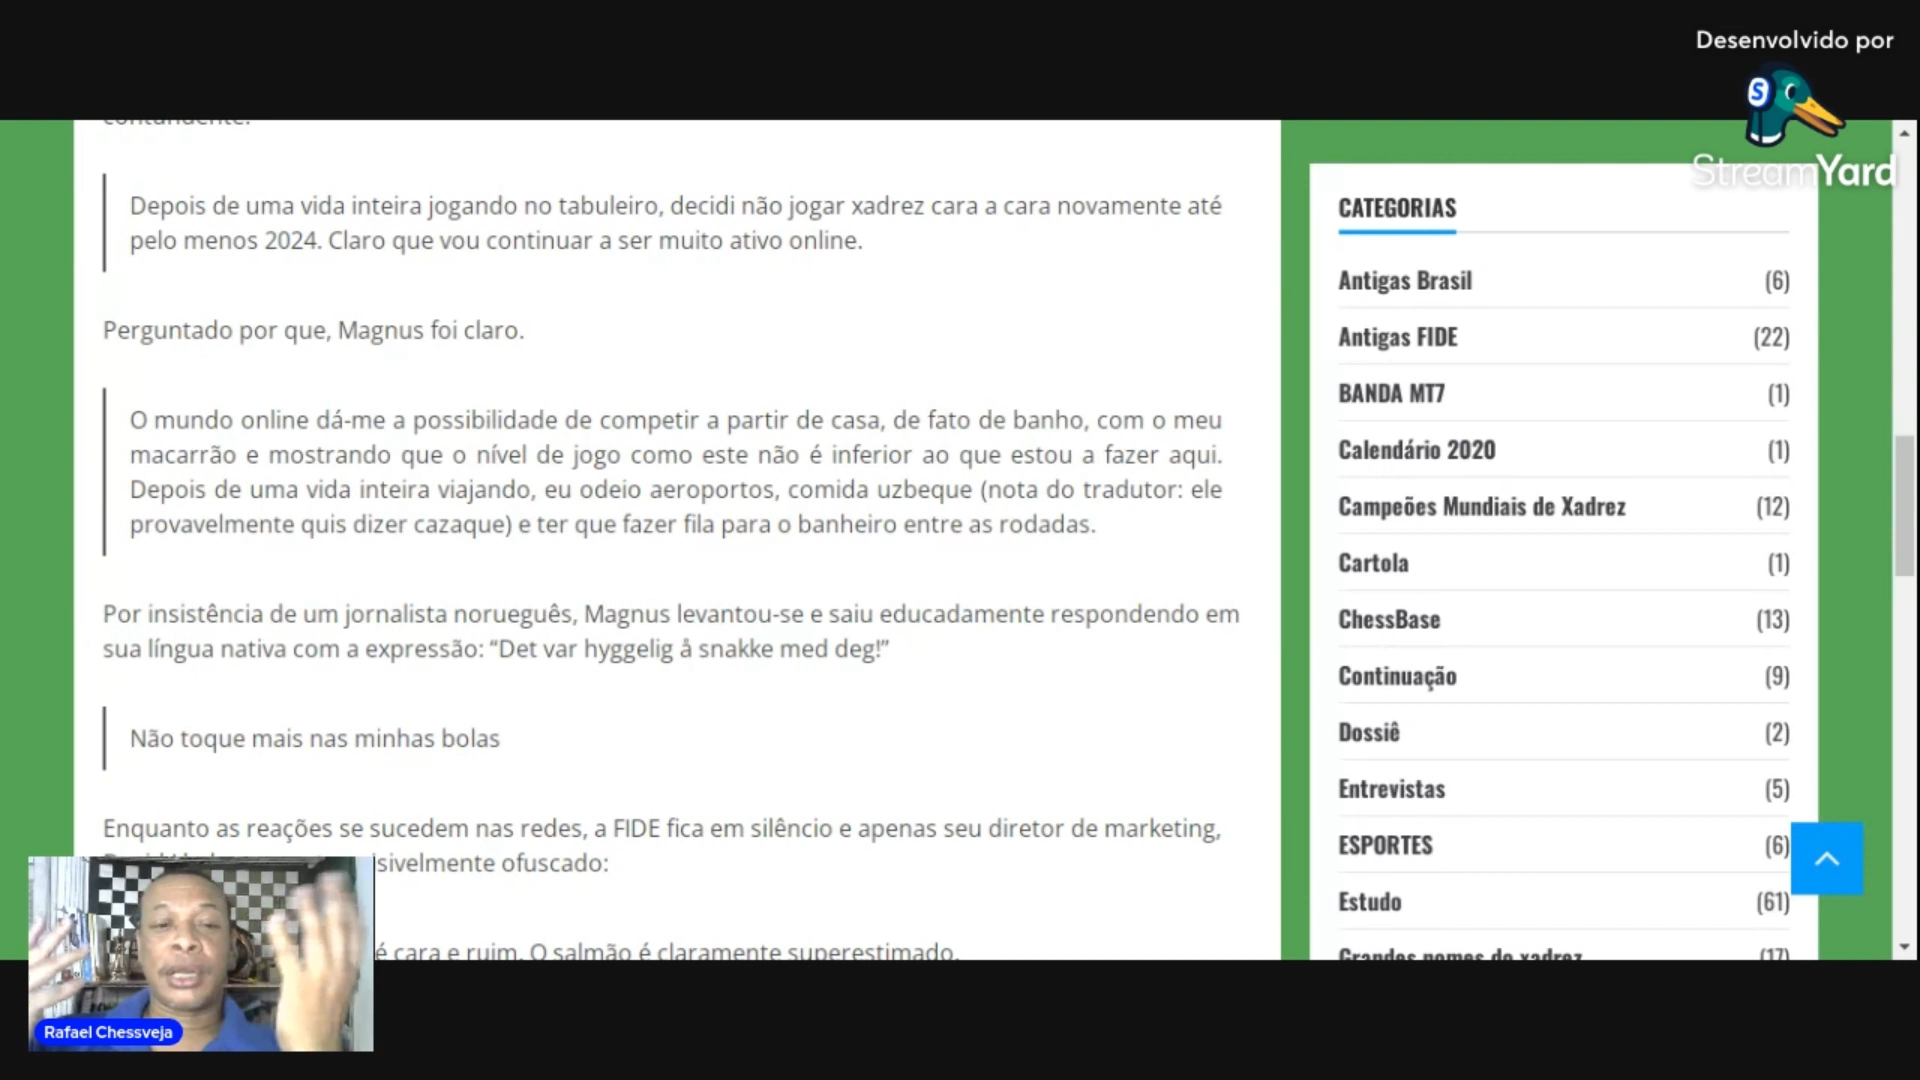 Desenvolvido por
StreamYard
Depois de uma vida inteira jogando no tabuleiro, decidi não jogar xadrez cara a cara novamente até
pelo menos 2024. Claro que vou continuar a ser muito ativo online.
Perguntado por que, Magnus foi claro.
O mundo online dá-me a possibilidade de competir a partir de casa, de fato de banho, com o meu
macarrão e mostrando que o nível de jogo como este não é inferior ao que estou a fazer aqui.
Depois de uma vida inteira viajando, eu odeio aeroportos, comida uzbeque (nota do tradutor: ele
provavelmente quis dizer cazaque) e ter que fazer fila para o banheiro entre as rodadas.
Por insistência de um jornalista norueguês, Magnus levantou-se e saiu educadamente respondendo em
sua língua nativa com a expressão: “Det var hyggelig å snakke med deg!”
Não toque mais nas minhas bolas
Enquanto as reações se sucedem nas redes, a FIDE fica em silêncio e apenas seu diretor de marketing,
ofuscado:
é cara e ruim. O salmão é claramente superestimado.
Rafael Chessveja
CATEGORIAS
Antigas Brasil (6)
Antigas FIDE (22)
BANDA MT7 (1)
Calendário 2020 (1)
Campeões Mundiais de Xadrez (12)
Cartola (1)
ChessBase (13)
Continuação (9)
Dossiê (2)
Entrevistas (5)
ESPORTES (6)
Estudo (61)
Grandes nomes do xadrez (17)